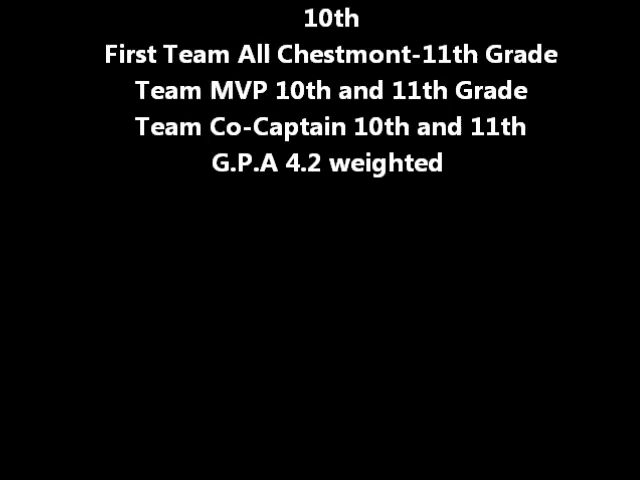 10th
First Team All Chestmont-11th Grade
Team MVP 10th and 11th Grade
Team Co-Captain 10th and 11th
G.P.A 4.2 weighted